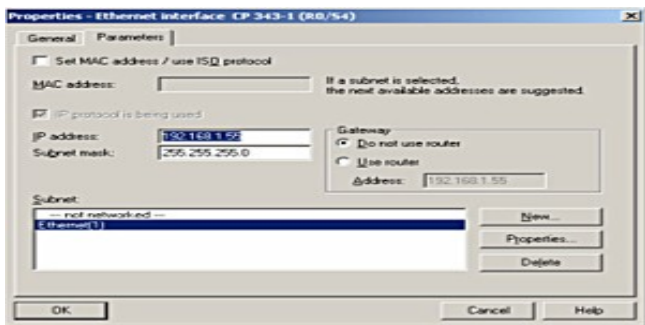 Properties - Ethernet interface CP 343-1 (R0/S4)
General Parameters
Set MAC address / use ISO protocol
MAC address:
If a subnet is selected,
the next available addresses are suggested.
IP protocol is being used
IP address: 192.168.1.55
Subnet mask: 255.255.255.0
Gateway
Do not use router
Use router
Address: 192.168.1.55
Subnet:
--- not networked ---
Ethernet(1)
New...
Properties...
Delete
OK Cancel Help